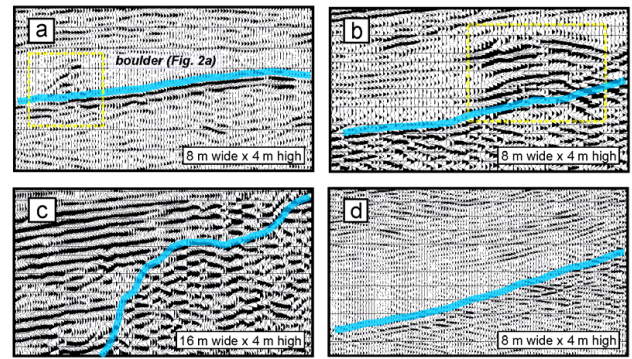 a
boulder (Fig. 2a)
8 m wide x 4 m high
b
8 m wide x 4 m high
c
16 m wide x 4 m high
d
8 m wide x 4 m high